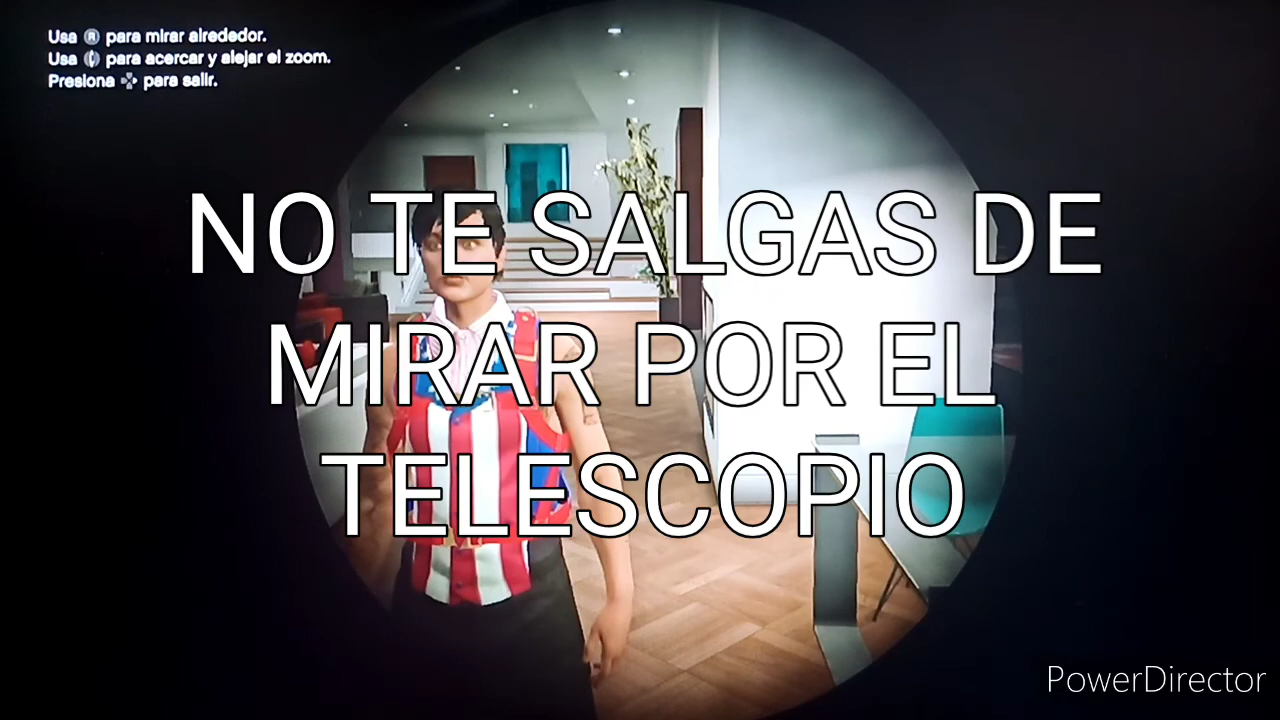 Usa R para mirar alrededor.
Usa para acercar y alejar el zoom.
Presiona para salir.
NO TE SALGAS DE
MIRAR POR EL
TELESCOPIO
PowerDirector